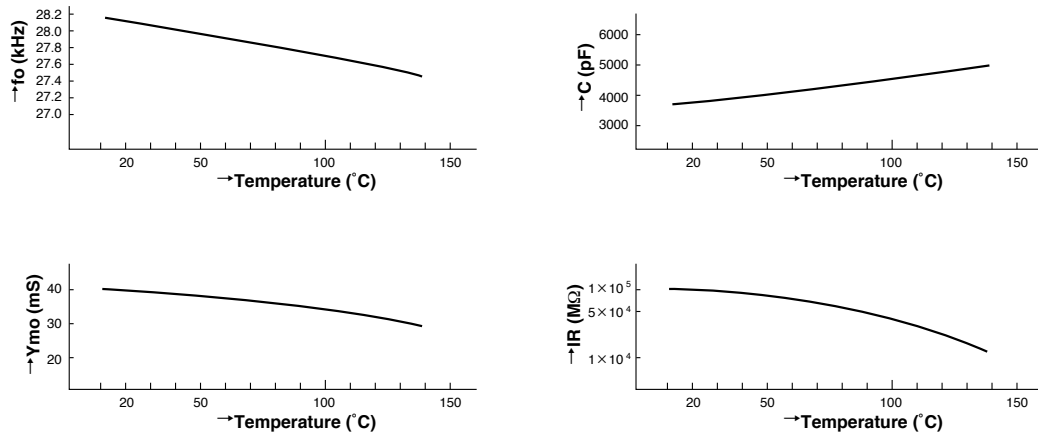 28.2
28.0
27.8
27.6
27.4
27.2
27.0
→fo (kHz)
20 50 100 150
→Temperature (˚C)
6000
5000
4000
3000
→C (pF)
20 50 100 150
→Temperature (˚C)
40
30
20
→Ymo (mS)
20 50 100 150
→Temperature (˚C)
1×10⁵
5×10⁴
1×10⁴
→IR (MΩ)
20 50 100 150
→Temperature (˚C)